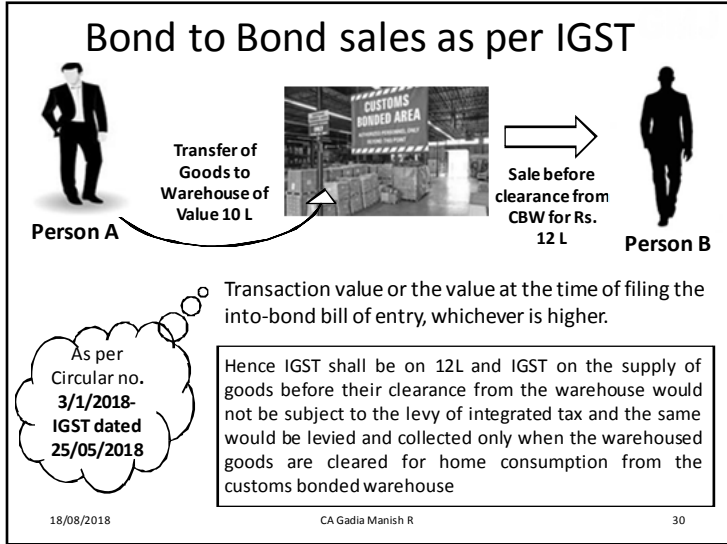 Bond to Bond sales as per IGST
CUSTOMS
BONDED AREA
Transfer of
Goods to
Warehouse of
Value 10 L
Sale before
clearance from
CBW for Rs.
12 L
Person A
Person B
Transaction value or the value at the time of filing the
into-bond bill of entry, whichever is higher.
As per
Circular no.
3/1/2018-
IGST dated
25/05/2018
Hence IGST shall be on 12L and IGST on the supply of
goods before their clearance from the warehouse would
not be subject to the levy of integrated tax and the same
would be levied and collected only when the warehoused
goods are cleared for home consumption from the
customs bonded warehouse
18/08/2018
CA Gadia Manish R
30